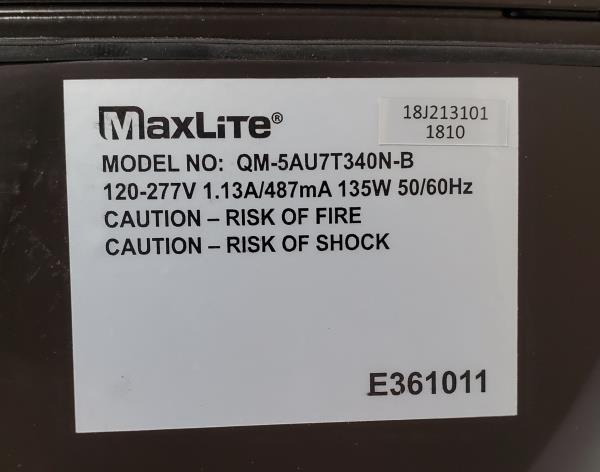 MAXLITE®
18J213101
1810
MODEL NO: QM-5AU7T340N-B
120-277V 1.13A/487mA 135W 50/60Hz
CAUTION – RISK OF FIRE
CAUTION – RISK OF SHOCK
E361011